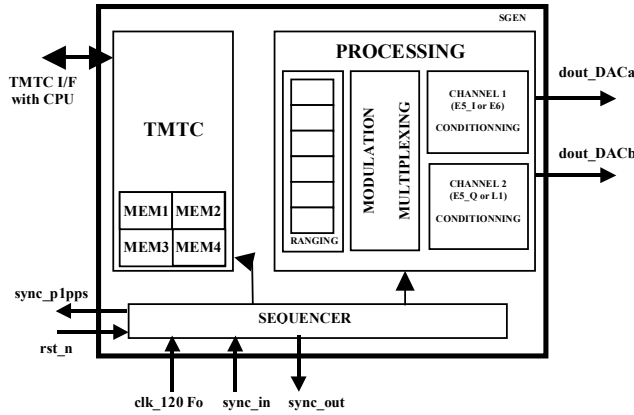 SGEN
PROCESSING
TMTC I/F
with CPU
TMTC
MEM1 MEM2
MEM3 MEM4
RANGING
MODULATION
MULTIPLEXING
CHANNEL 1
(E5_I or E6)
CONDITIONNING
CHANNEL 2
(E5_Q or L1)
CONDITIONNING
dout_DACa
dout_DACb
sync_p1pps
rst_n
SEQUENCER
clk_120 Fo
sync_in
sync_out